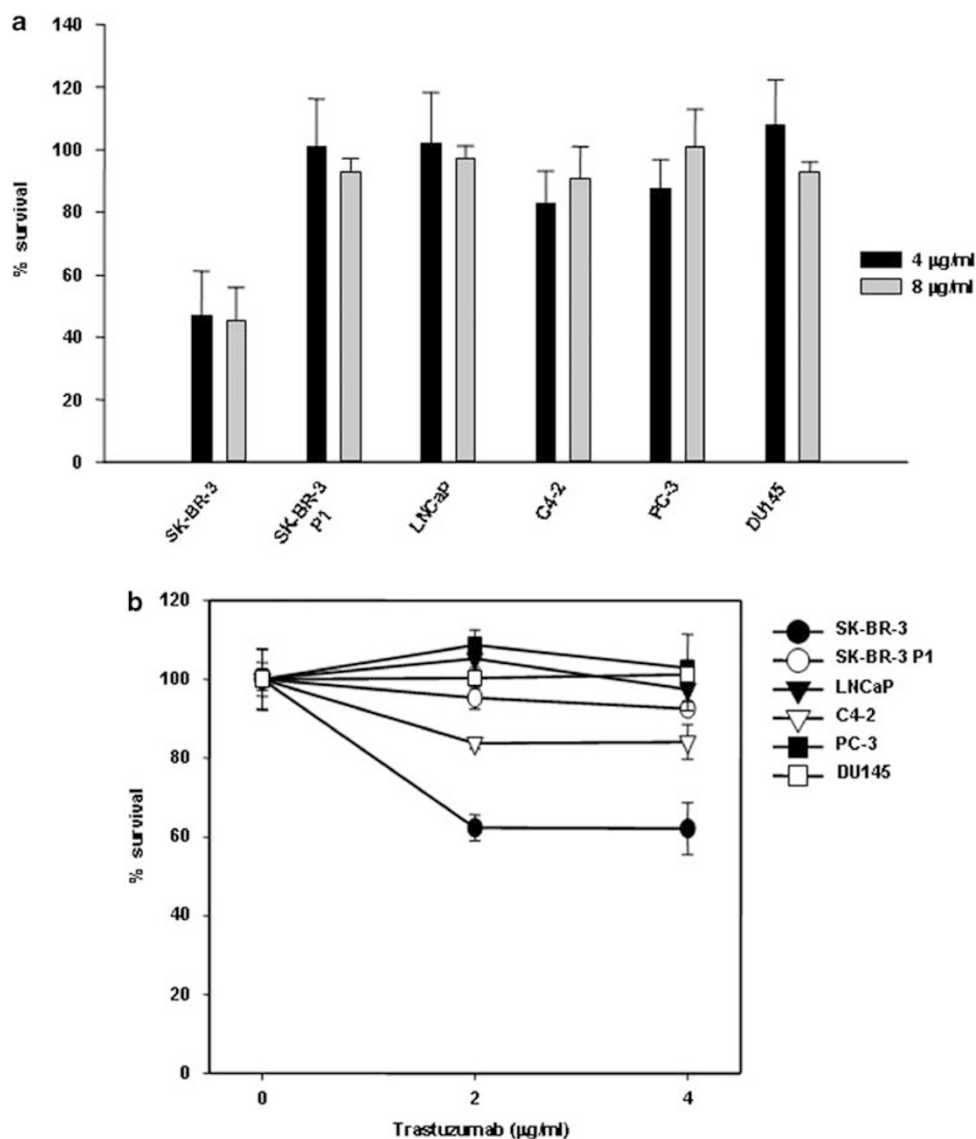 a
140
120
100
80
60
40
20
0
% survival
SK-BR-3
SK-BR-3
P1
LNCaP
C4-2
PC-3
DU145
4 µg/ml
8 µg/ml
b
120
100
80
60
40
20
0
% survival
0
2
4
Trastuzumab (µg/ml)
SK-BR-3
SK-BR-3 P1
LNCaP
C4-2
PC-3
DU145